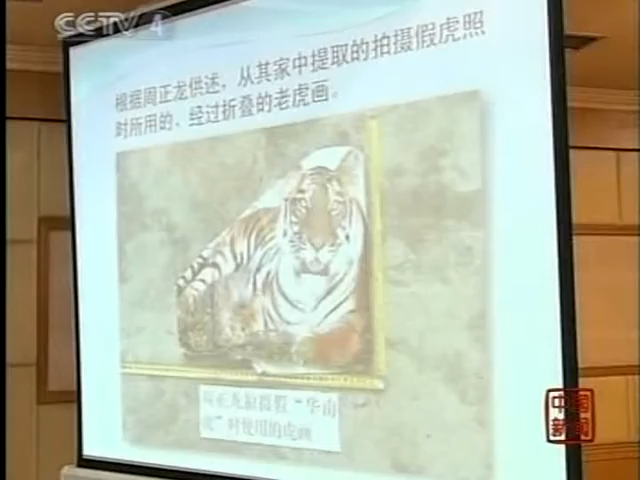 CCTV 4
根据周正龙供述，从其家中提取的拍摄假虎照
时所用的、经过折叠的老虎画。
周正龙拍摄假“华南
虎”时使用的虎画
中国
新闻